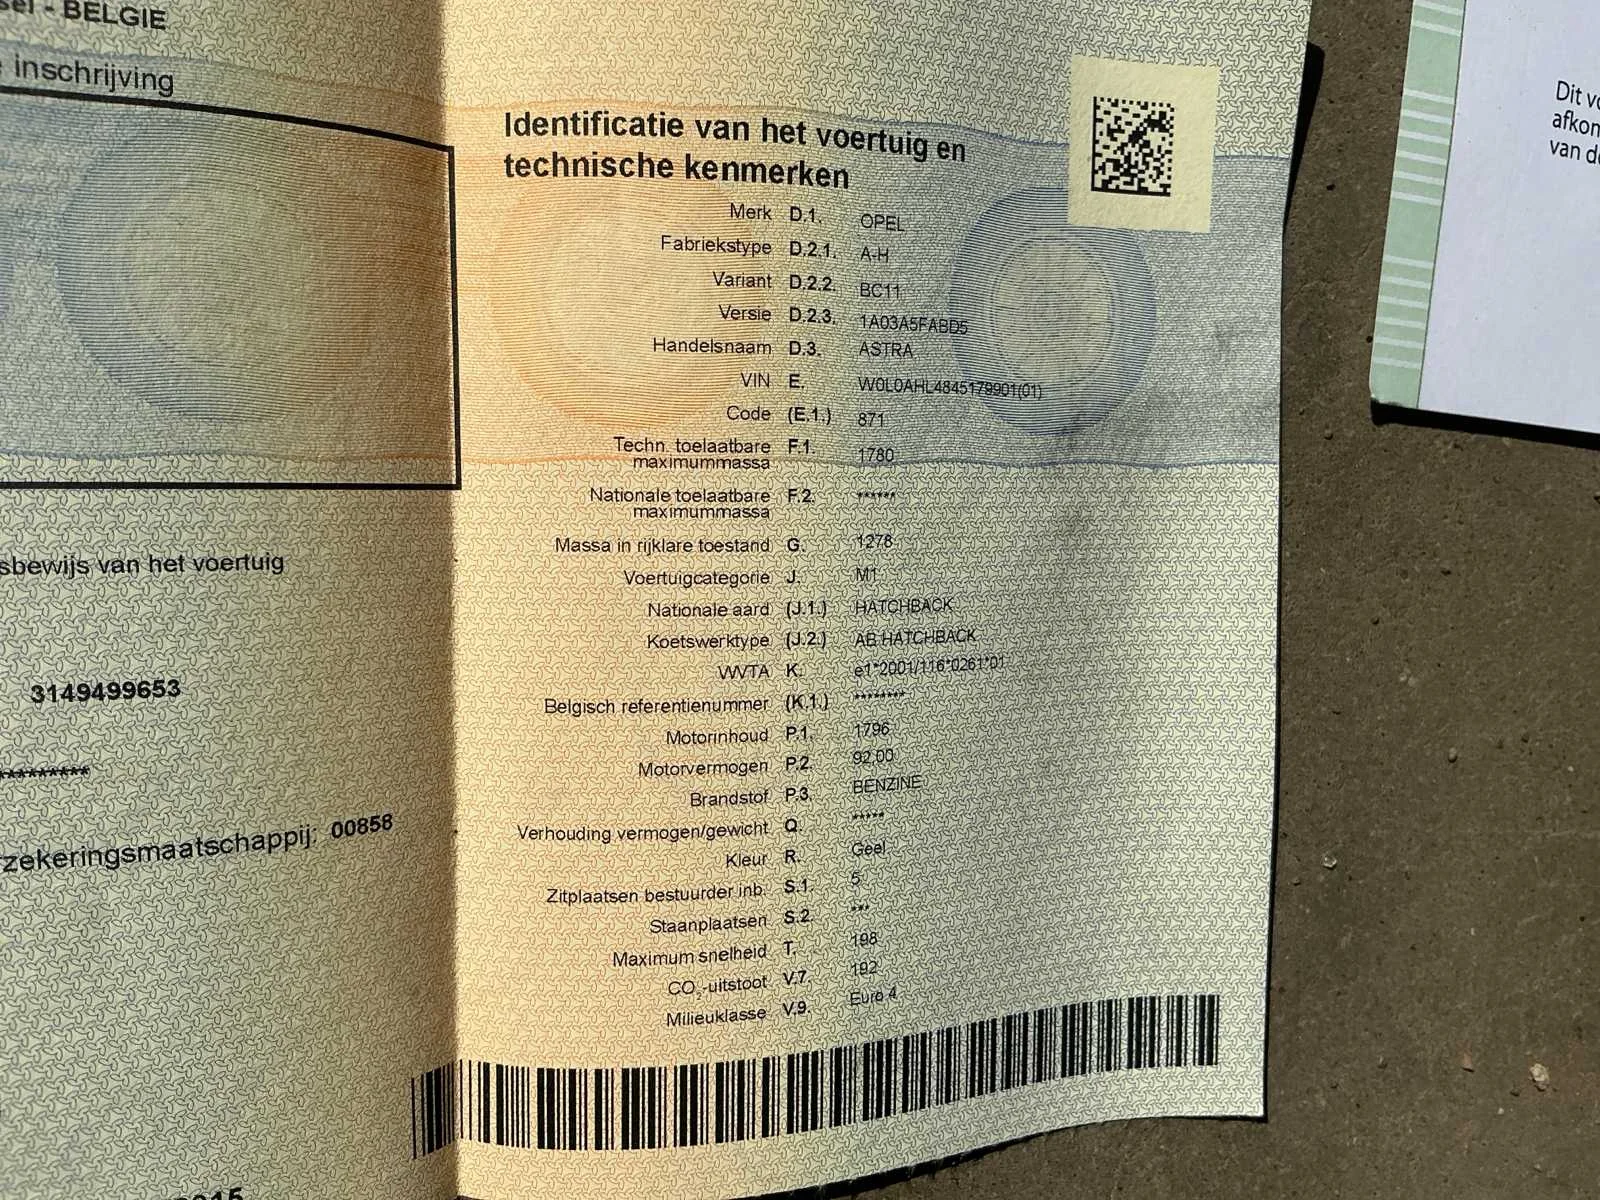 BELGIE
inschrijving
sbewijs van het voertuig
3149499653
*********
zekeringsmaatschappij: 00858
Identificatie van het voertuig en
technische kenmerken
Merk D.1. OPEL
Fabriekstype D.2.1. A-H
Variant D.2.2. BC11
Versie D.2.3. 1A03A5FABD5
Handelsnaam D.3. ASTRA
VIN E. W0L0AHL4845179901(01)
Code (E.1.) 871
Techn. toelaatbare F.1. 1780
maximummassa
Nationale toelaatbare F.2. ******
maximummassa
Massa in rijklare toestand G. 1278
Voertuigcategorie J. M1
Nationale aard (J.1.) HATCHBACK
Koetswerktype (J.2.) AB HATCHBACK
WVTA K. e1*2001/116*0261*01
Belgisch referentienummer (K.1.) ********
Motorinhoud P.1. 1796
Motorvermogen P.2. 92,00
Brandstof P.3. BENZINE
Verhouding vermogen/gewicht Q. *****
Kleur R. Geel
Zitplaatsen bestuurder inb. S.1. 5
Staanplaatsen S.2. ***
Maximum snelheid T. 198
CO2-uitstoot V.7. 192
Milieuklasse V.9. Euro 4
Dit
van